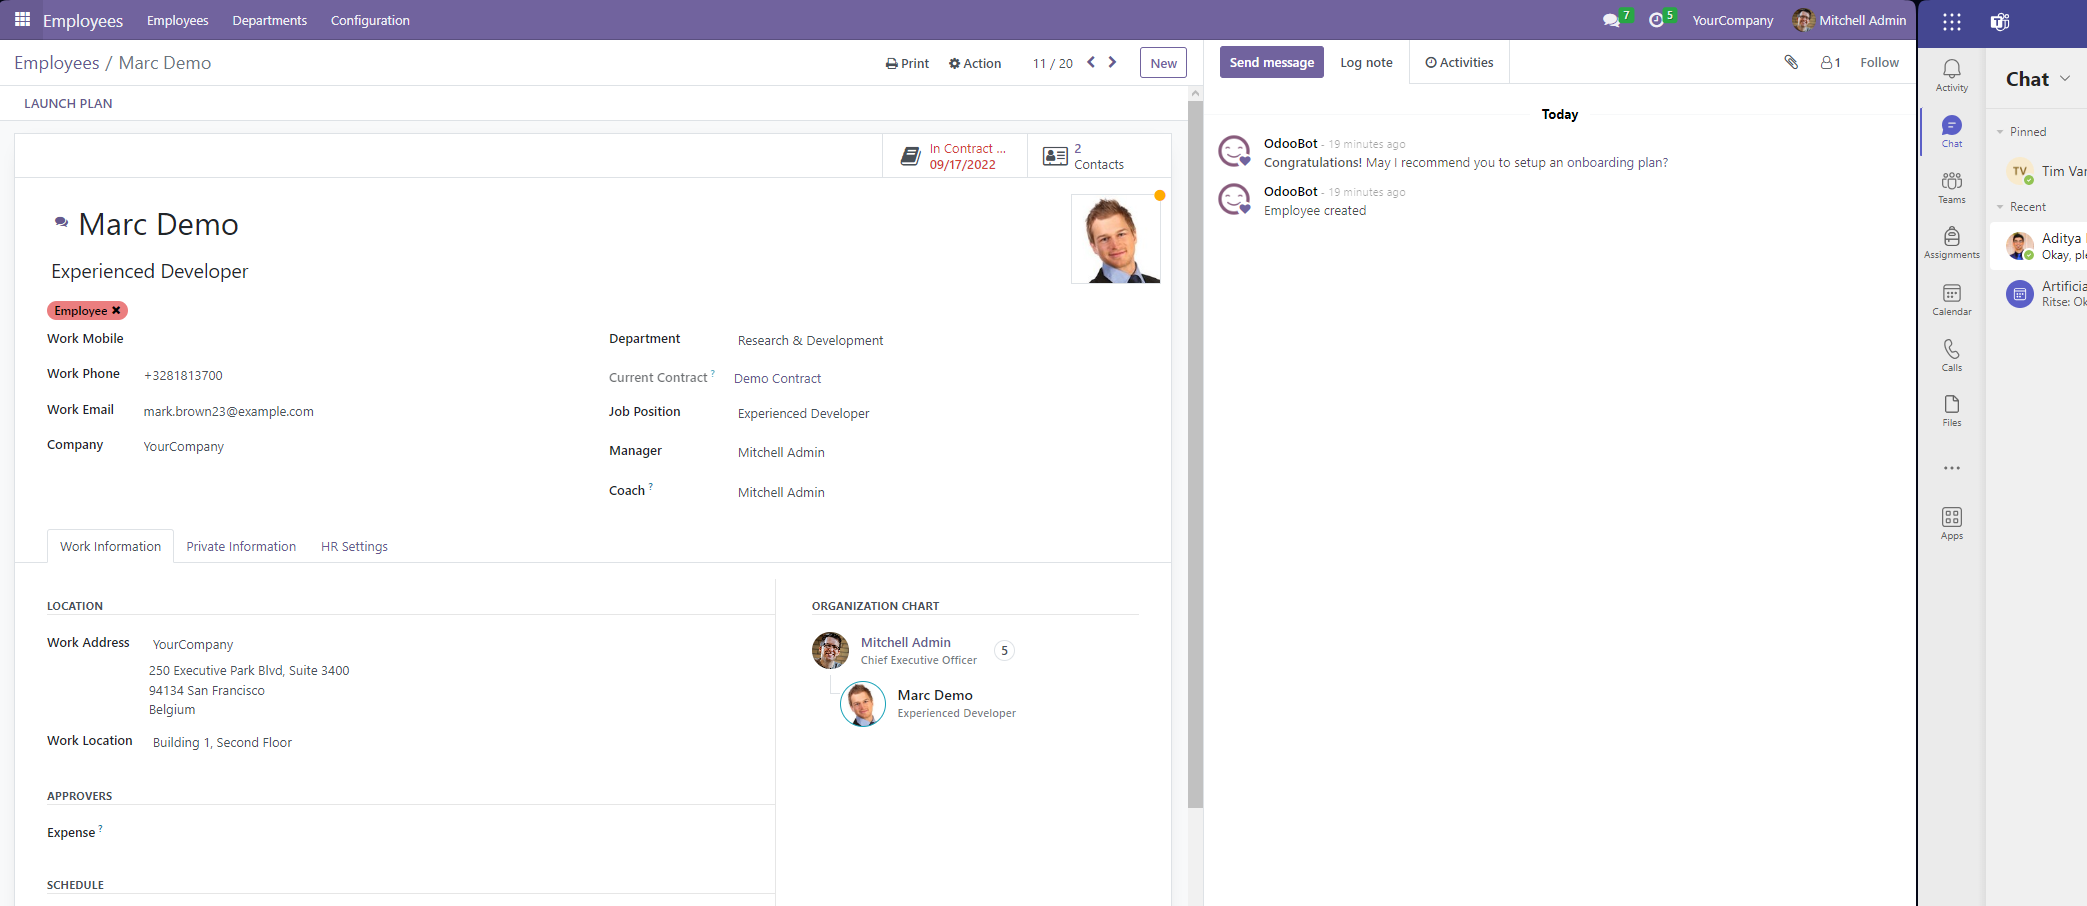 Employees Employees Departments Configuration 7 5 YourCompany Mitchell Admin
Employees / Marc Demo Print Action 11 / 20 New
LAUNCH PLAN
In Contract ...
09/17/2022
2
Contacts
Marc Demo
Experienced Developer
Employee ✖
Work Mobile
Work Phone +3281813700
Work Email mark.brown23@example.com
Company YourCompany
Department Research & Development
Current Contract ? Demo Contract
Job Position Experienced Developer
Manager Mitchell Admin
Coach ? Mitchell Admin
Work Information Private Information HR Settings
LOCATION
Work Address YourCompany
250 Executive Park Blvd, Suite 3400
94134 San Francisco
Belgium
Work Location Building 1, Second Floor
APPROVERS
Expense ?
SCHEDULE
ORGANIZATION CHART
Mitchell Admin
Chief Executive Officer
5
Marc Demo
Experienced Developer
Send message Log note Activities 1 Follow
Today
OdooBot - 19 minutes ago
Congratulations! May I recommend you to setup an onboarding plan?
OdooBot - 19 minutes ago
Employee created
Activity
Chat
Teams
Assignments
Calendar
Calls
Files
Apps
Chat
Pinned
TV Tim Var
Recent
Aditya
Okay, ple
Artificia
Ritse: Ok